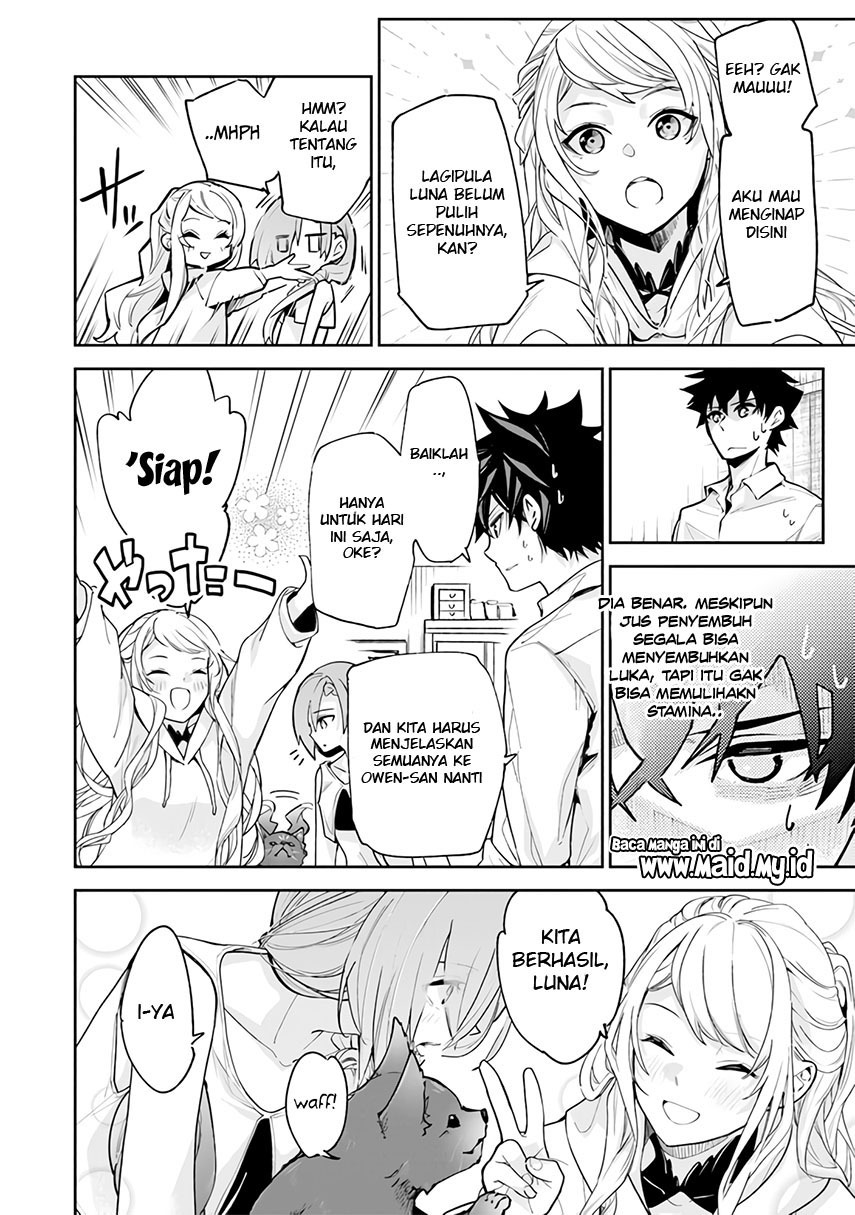 EEH? GAK
MAUUU!
AKU MAU
MENGINAP
DISINI
LAGIPULA
LUNA BELUM
PULIH
SEPENUHNYA,
KAN?
HMM?
KALAU
TENTANG
ITU,
..MHPH
ガッ
DIA BENAR. MESKIPUN
JUS PENYEMBUH
SEGALA BISA
MENYEMBUHKAN
LUKA, TAPI ITU GAK
BISA MEMULIHAKN
STAMINA..
BAIKLAH
..,
HANYA
UNTUK HARI
INI SAJA,
OKE?
DAN KITA HARUS
MENJELASKAN
SEMUANYA KE
OWEN-SAN NANTI
'Siap!
やったー
Baca Manga ini di
www.Maid.My.id
KITA
BERHASIL,
LUNA!
waff!
I-YA